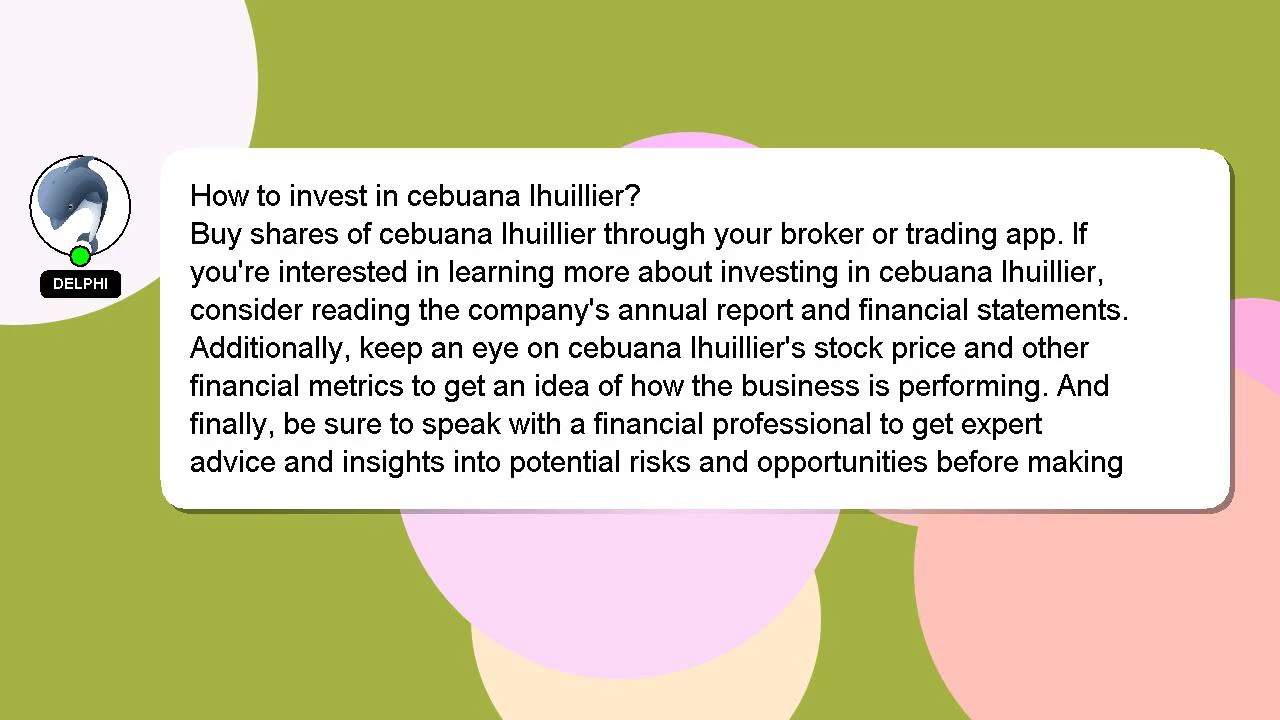 DELPHI
How to invest in cebuana lhuillier?
Buy shares of cebuana lhuillier through your broker or trading app. If
you're interested in learning more about investing in cebuana lhuillier,
consider reading the company's annual report and financial statements.
Additionally, keep an eye on cebuana lhuillier's stock price and other
financial metrics to get an idea of how the business is performing. And
finally, be sure to speak with a financial professional to get expert
advice and insights into potential risks and opportunities before making